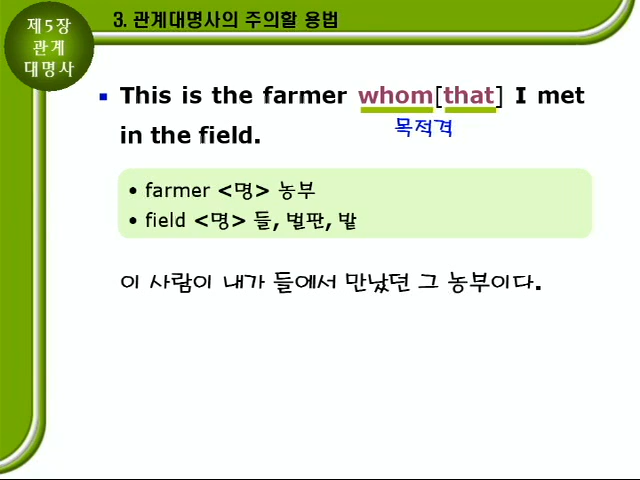 제5장
관계
대명사
3. 관계대명사의 주의할 용법
▪ This is the farmer whom[that] I met
in the field.
목적격
• farmer <명> 농부
• field <명> 들, 벌판, 밭
이 사람이 내가 들에서 만났던 그 농부이다.